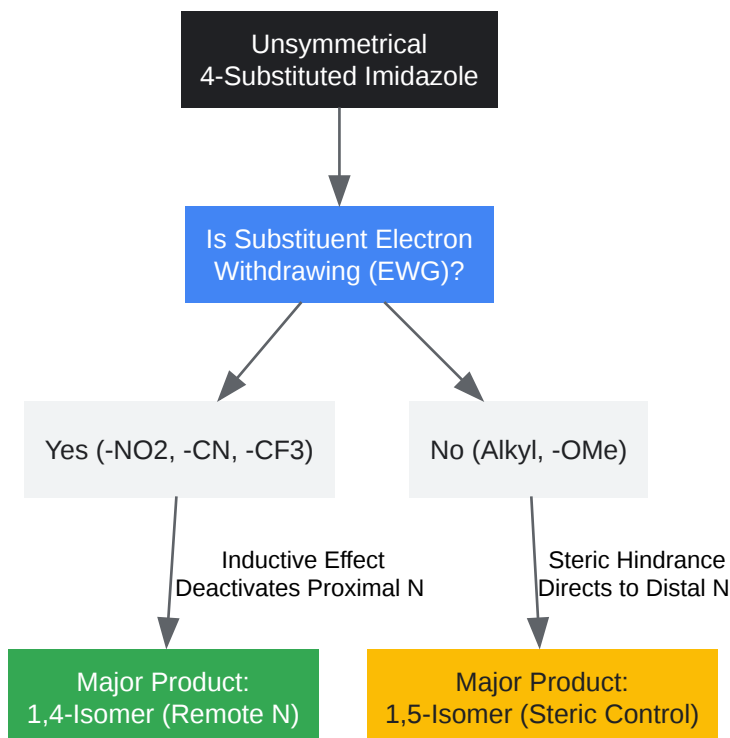 Unsymmetrical
4-Substituted Imidazole
Is Substituent Electron
Withdrawing (EWG)?
Yes (-NO2, -CN, -CF3)
No (Alkyl, -OMe)
Inductive Effect
Deactivates Proximal N
Steric Hindrance
Directs to Distal N
Major Product:
1,4-Isomer (Remote N)
Major Product:
1,5-Isomer (Steric Control)